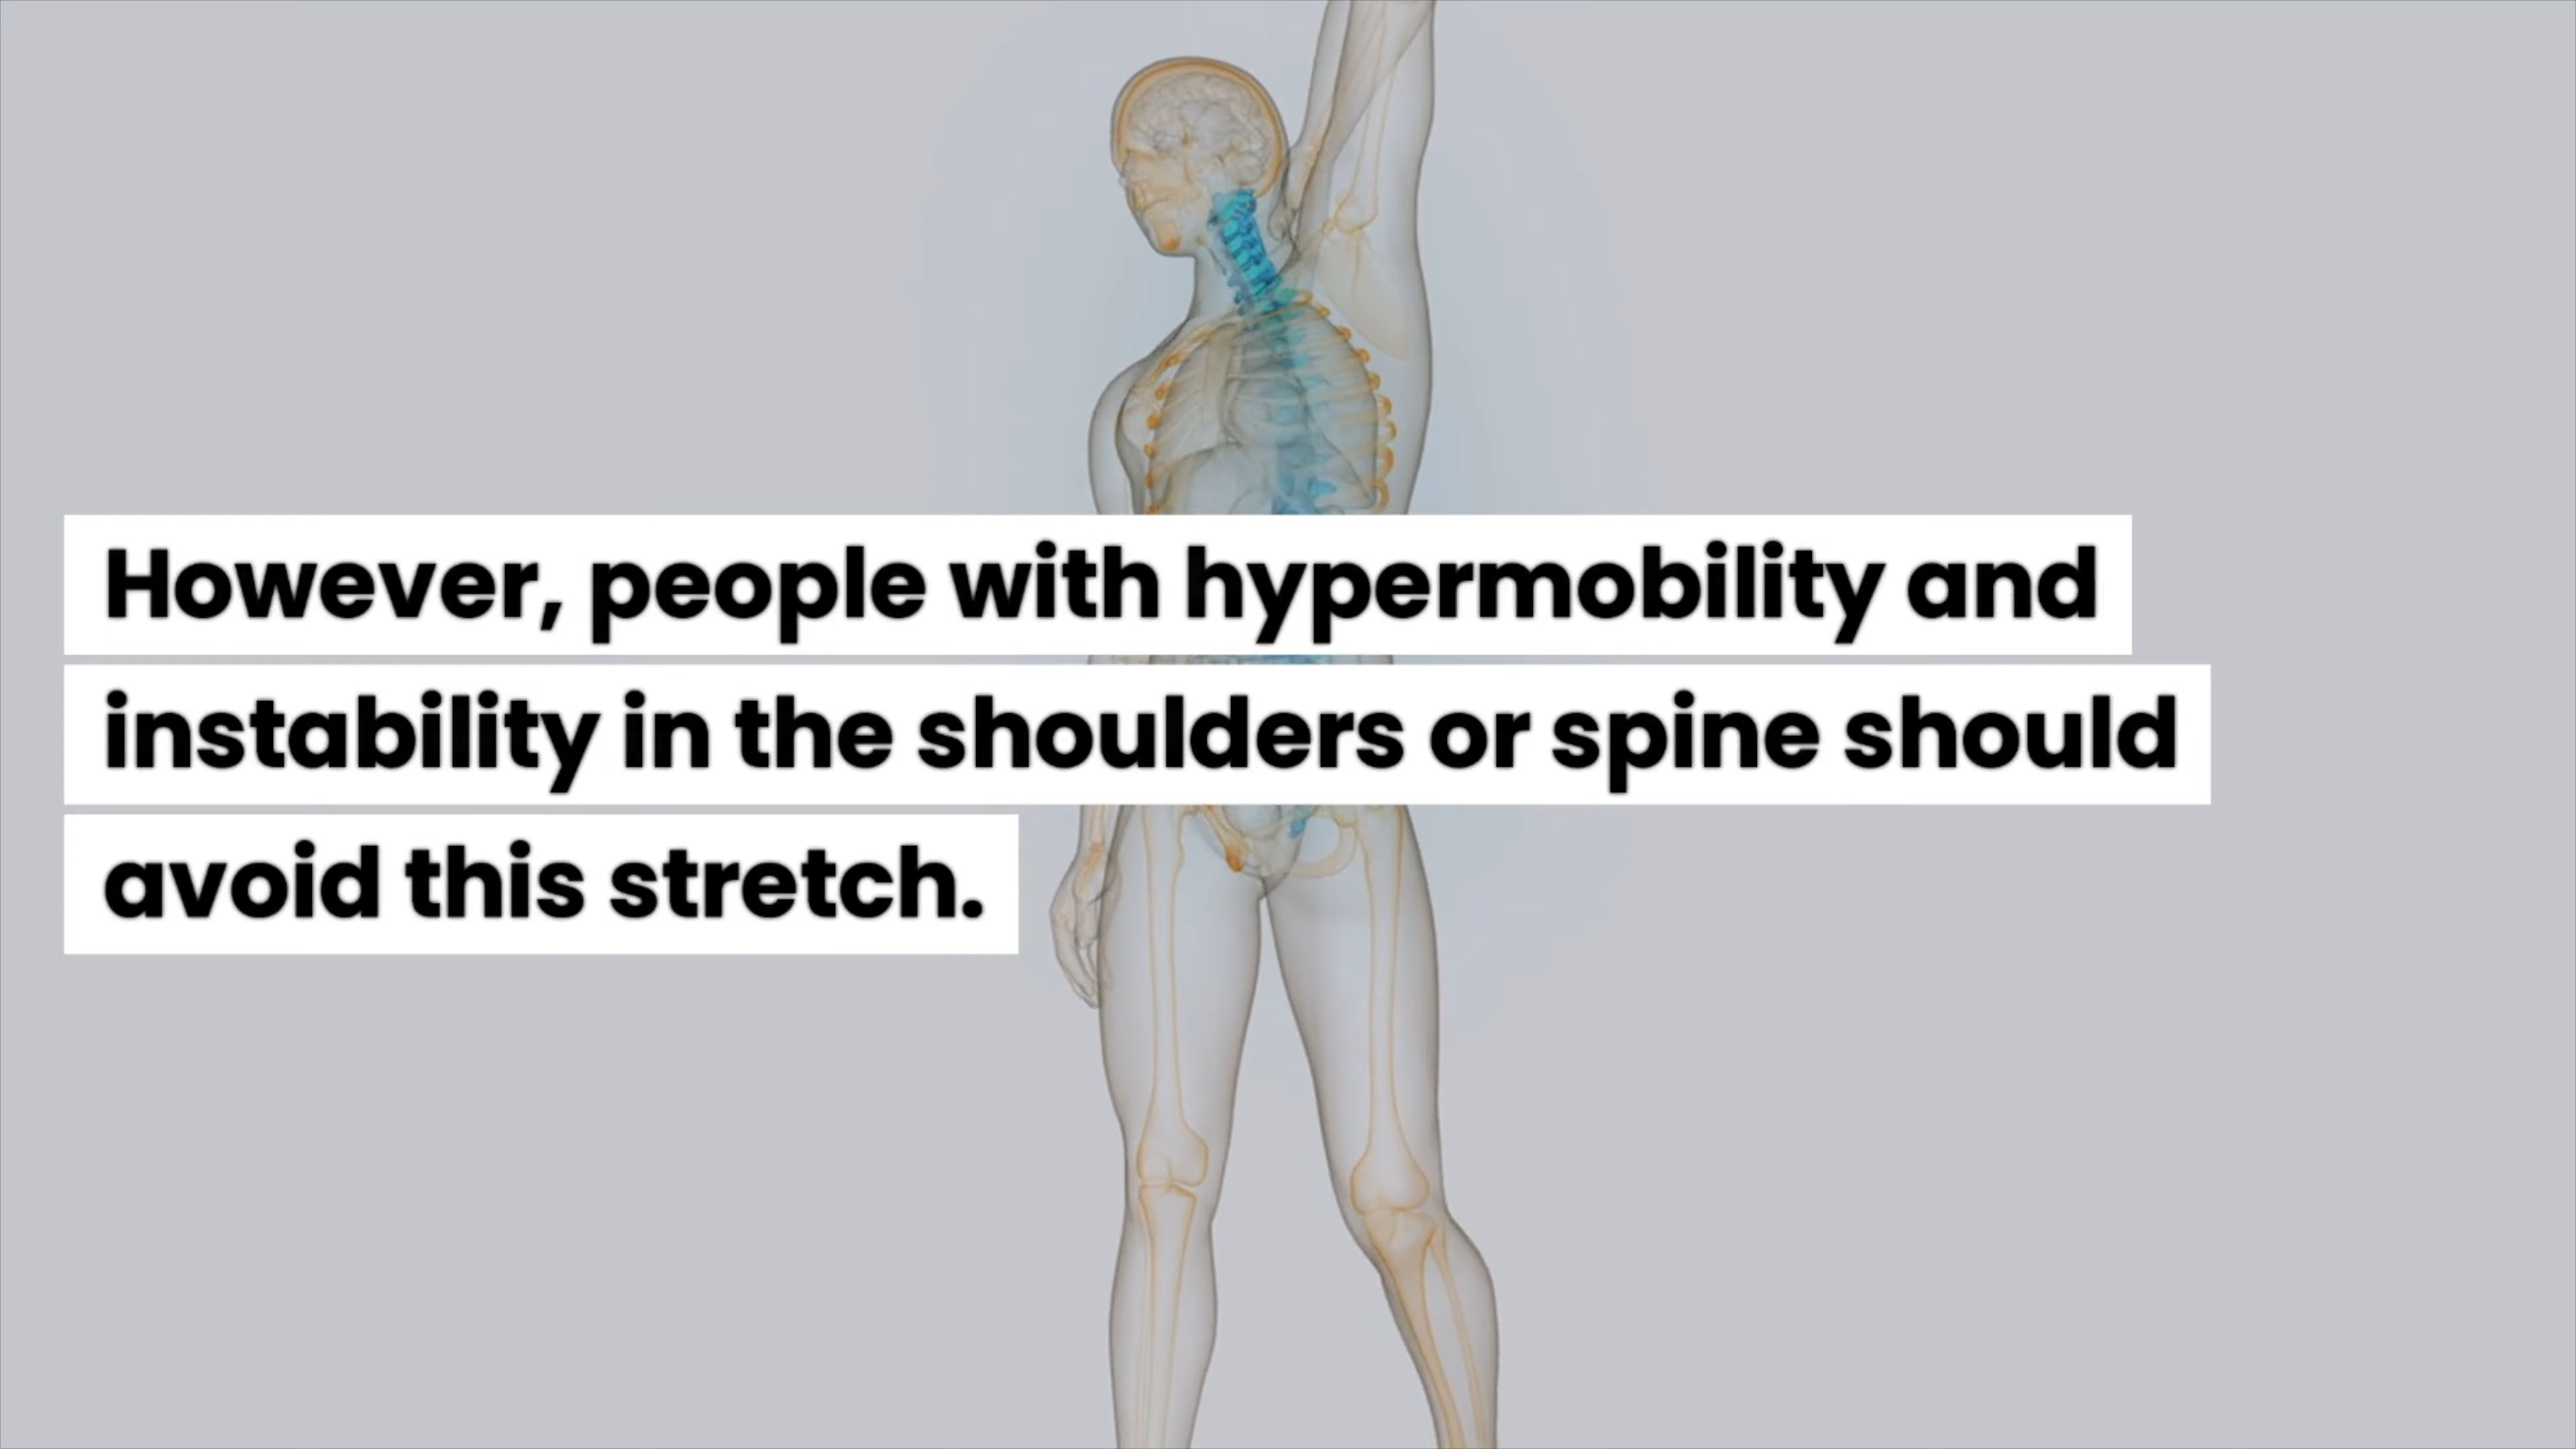 However, people with hypermobility and
instability in the shoulders or spine should
avoid this stretch.